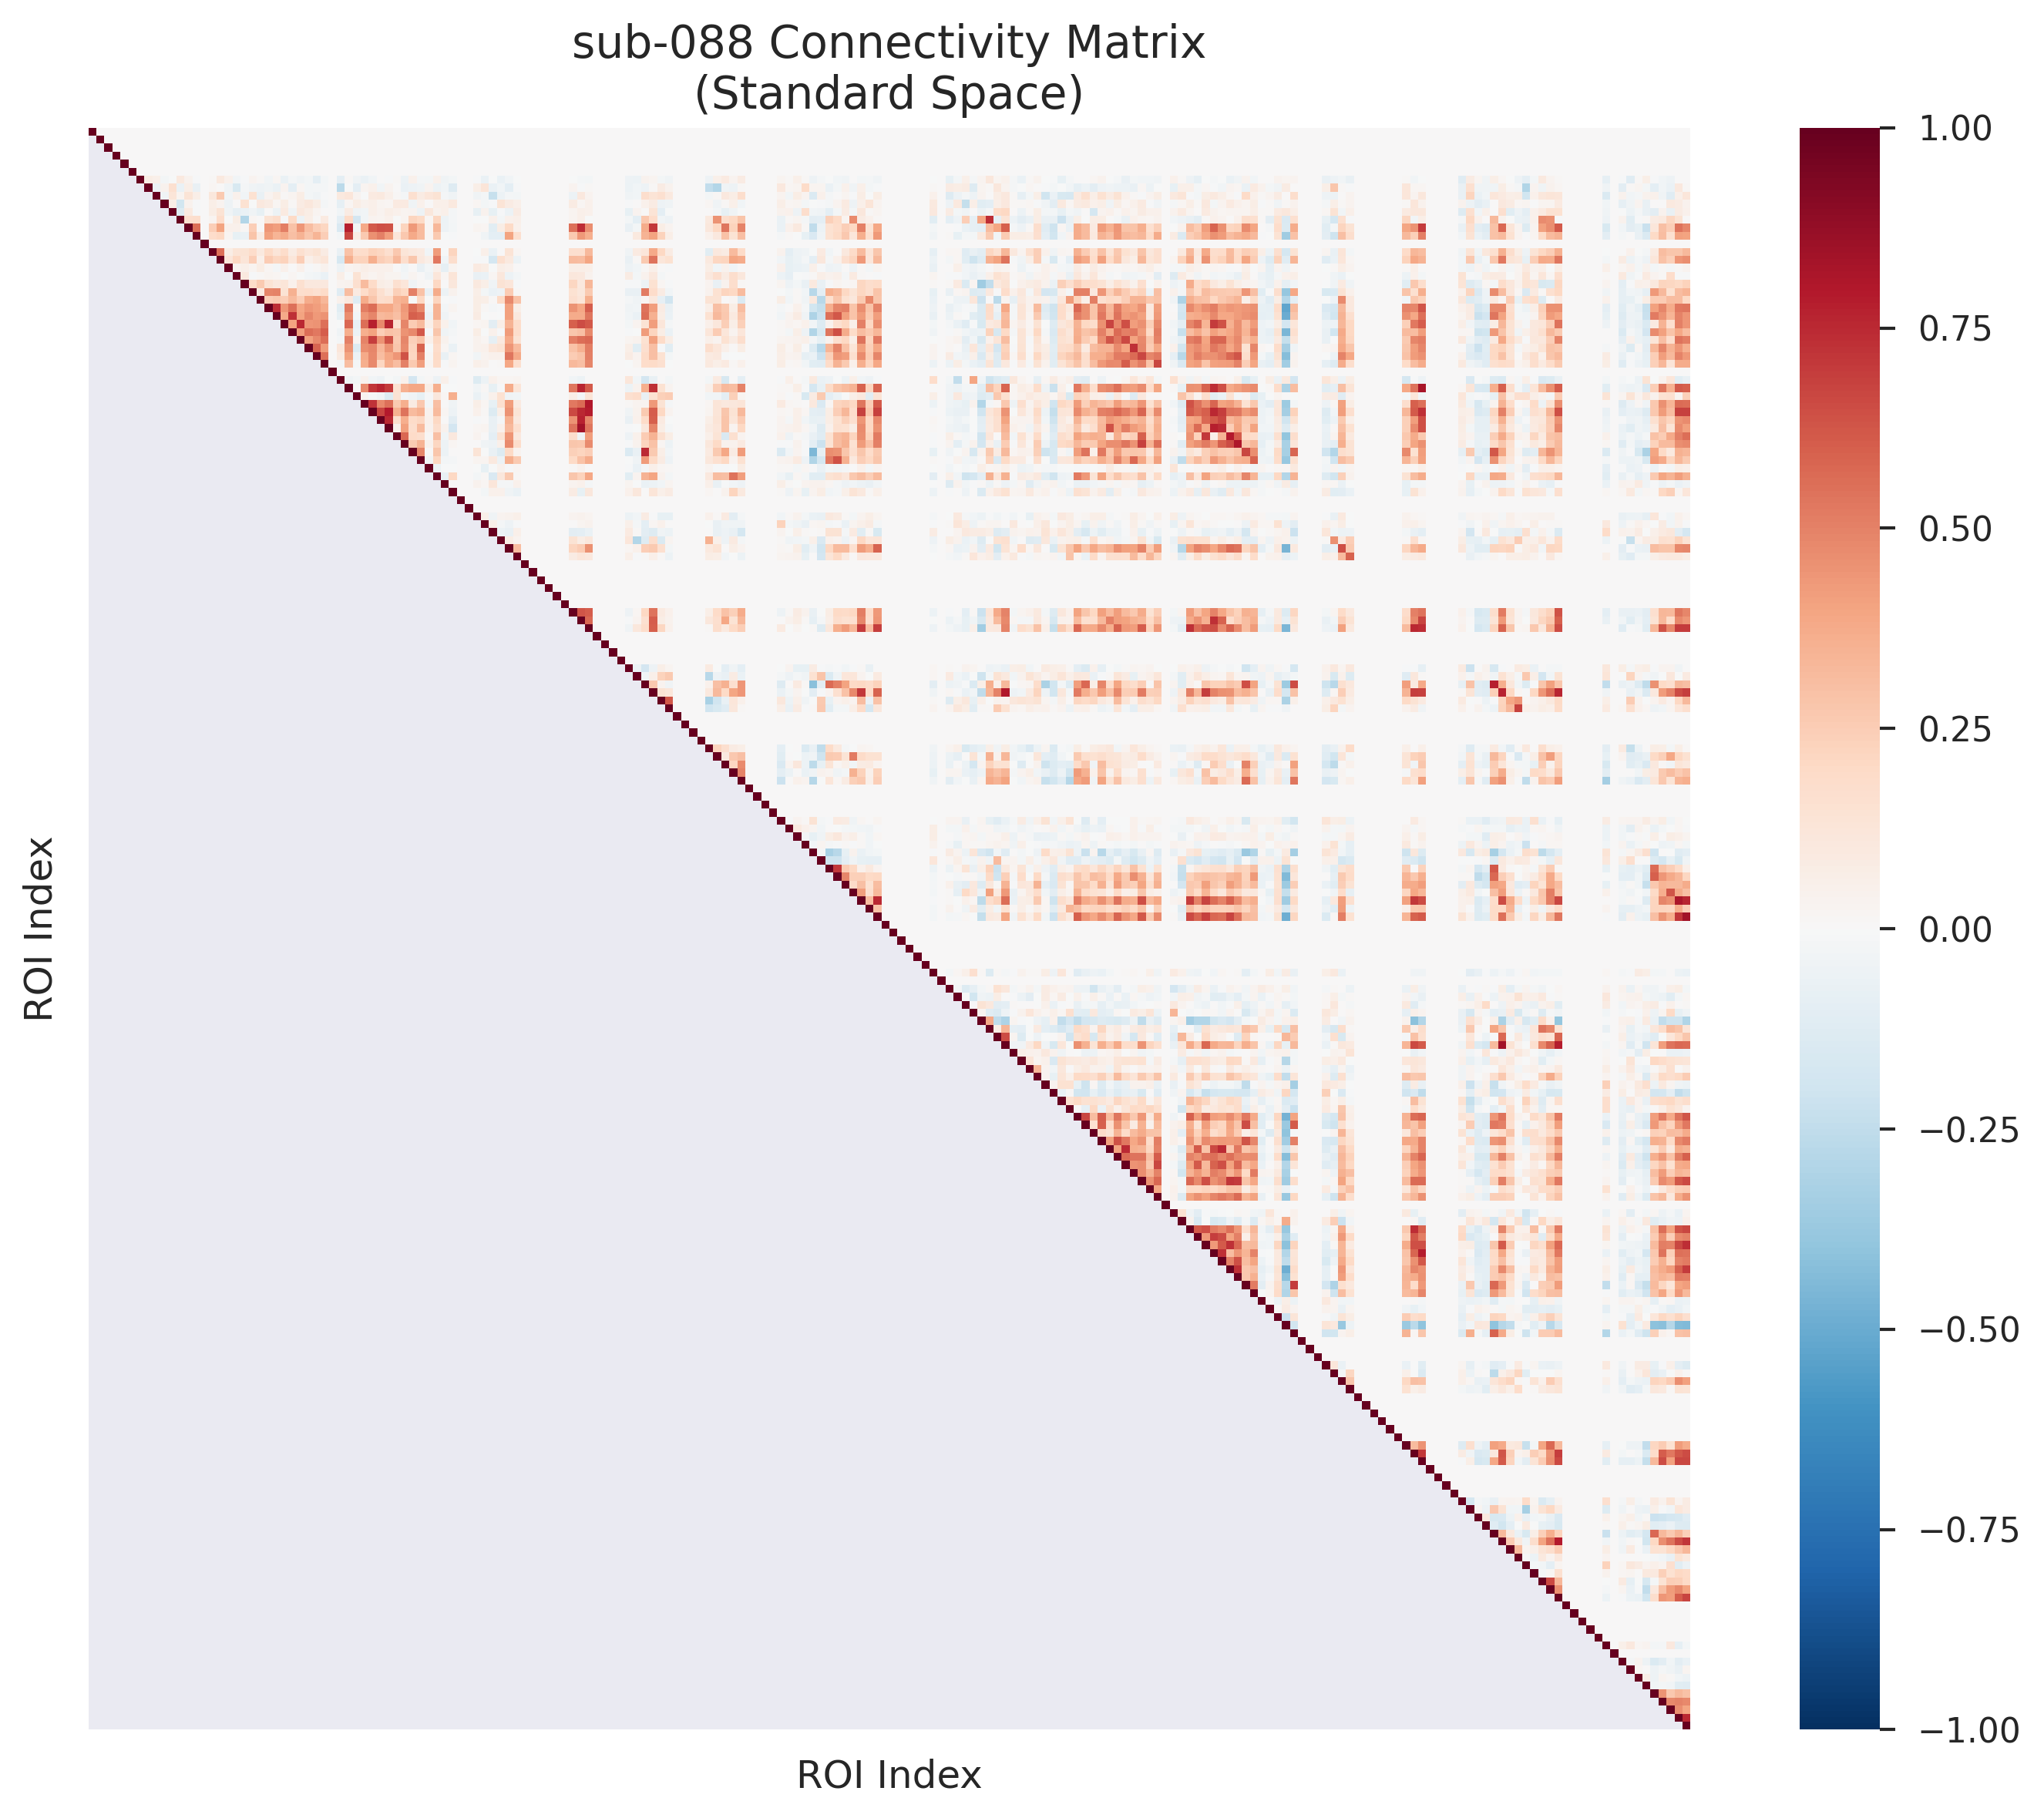 sub-088 Connectivity Matrix
(Standard Space)
1.00
0.75
0.50
0.25
0.00
−0.25
−0.50
−0.75
−1.00
ROI Index
ROI Index